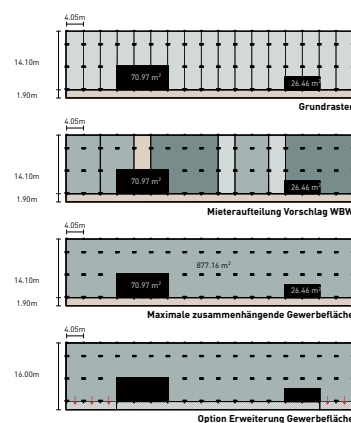 4.05m
14.10m
70.97 m²
26.46 m²
1.90m
Grundraster
4.05m
14.10m
70.97 m²
26.46 m²
1.90m
Mieteraufteilung Vorschlag WBW
4.05m
877.16 m²
14.10m
70.97 m²
26.46 m²
1.90m
Maximale zusammenhängende Gewerbefläche
4.05m
16.00m
Option Erweiterung Gewerbefläche